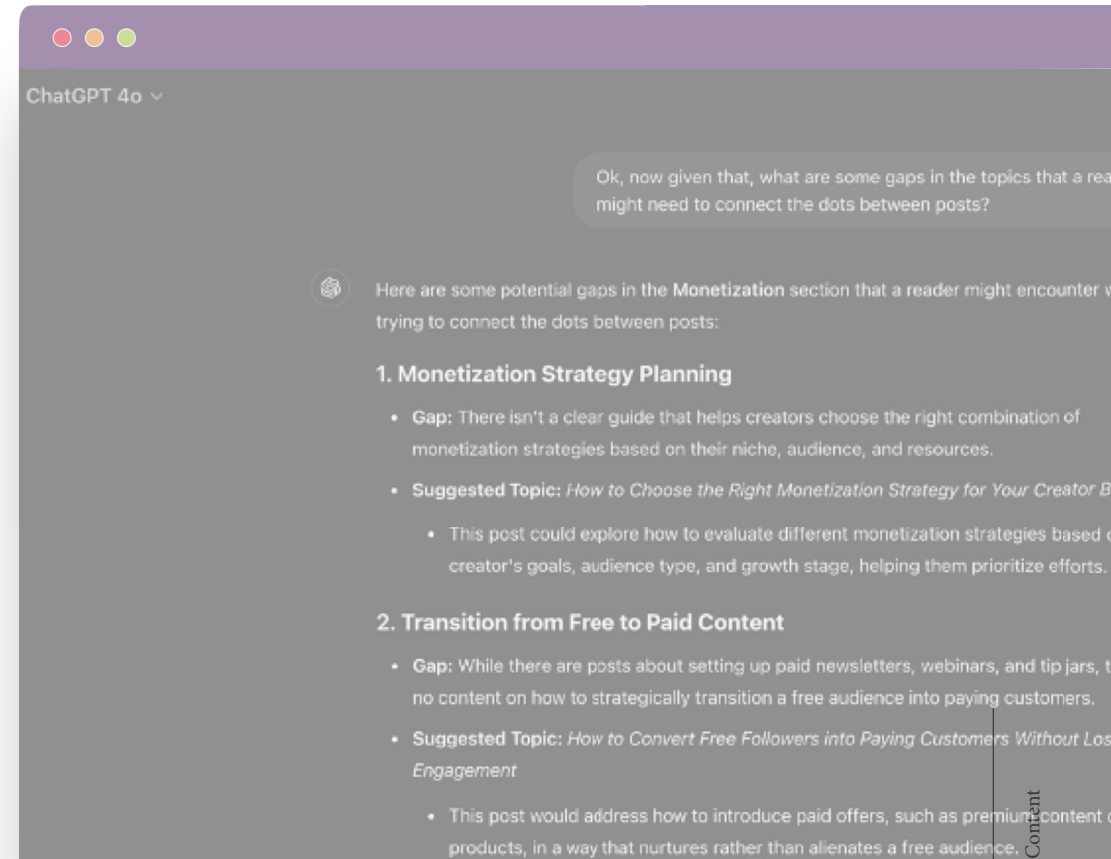 ChatGPT 4o
Ok, now given that, what are some gaps in the topics that a
might need to connect the dots between posts?
Here are some potential gaps in the Monetization section that a reader might encounter
trying to connect the dots between posts:
1. Monetization Strategy Planning
• Gap: There isn't a clear guide that helps creators choose the right combination of
monetization strategies based on their niche, audience, and resources.
• Suggested Topic: How to Choose the Right Monetization Strategy for Your Creator
• This post could explore how to evaluate different monetization strategies based
creator's goals, audience type, and growth stage, helping them prioritize efforts.
2. Transition from Free to Paid Content
• Gap: While there are posts about setting up paid newsletters, webinars, and tip jars,
no content on how to strategically transition a free audience into paying customers.
• Suggested Topic: How to Convert Free Followers into Paying Customers Without
Engagement
• This post would address how to introduce paid offers, such as premium content
products, in a way that nurtures rather than alienates a free audience.
Content